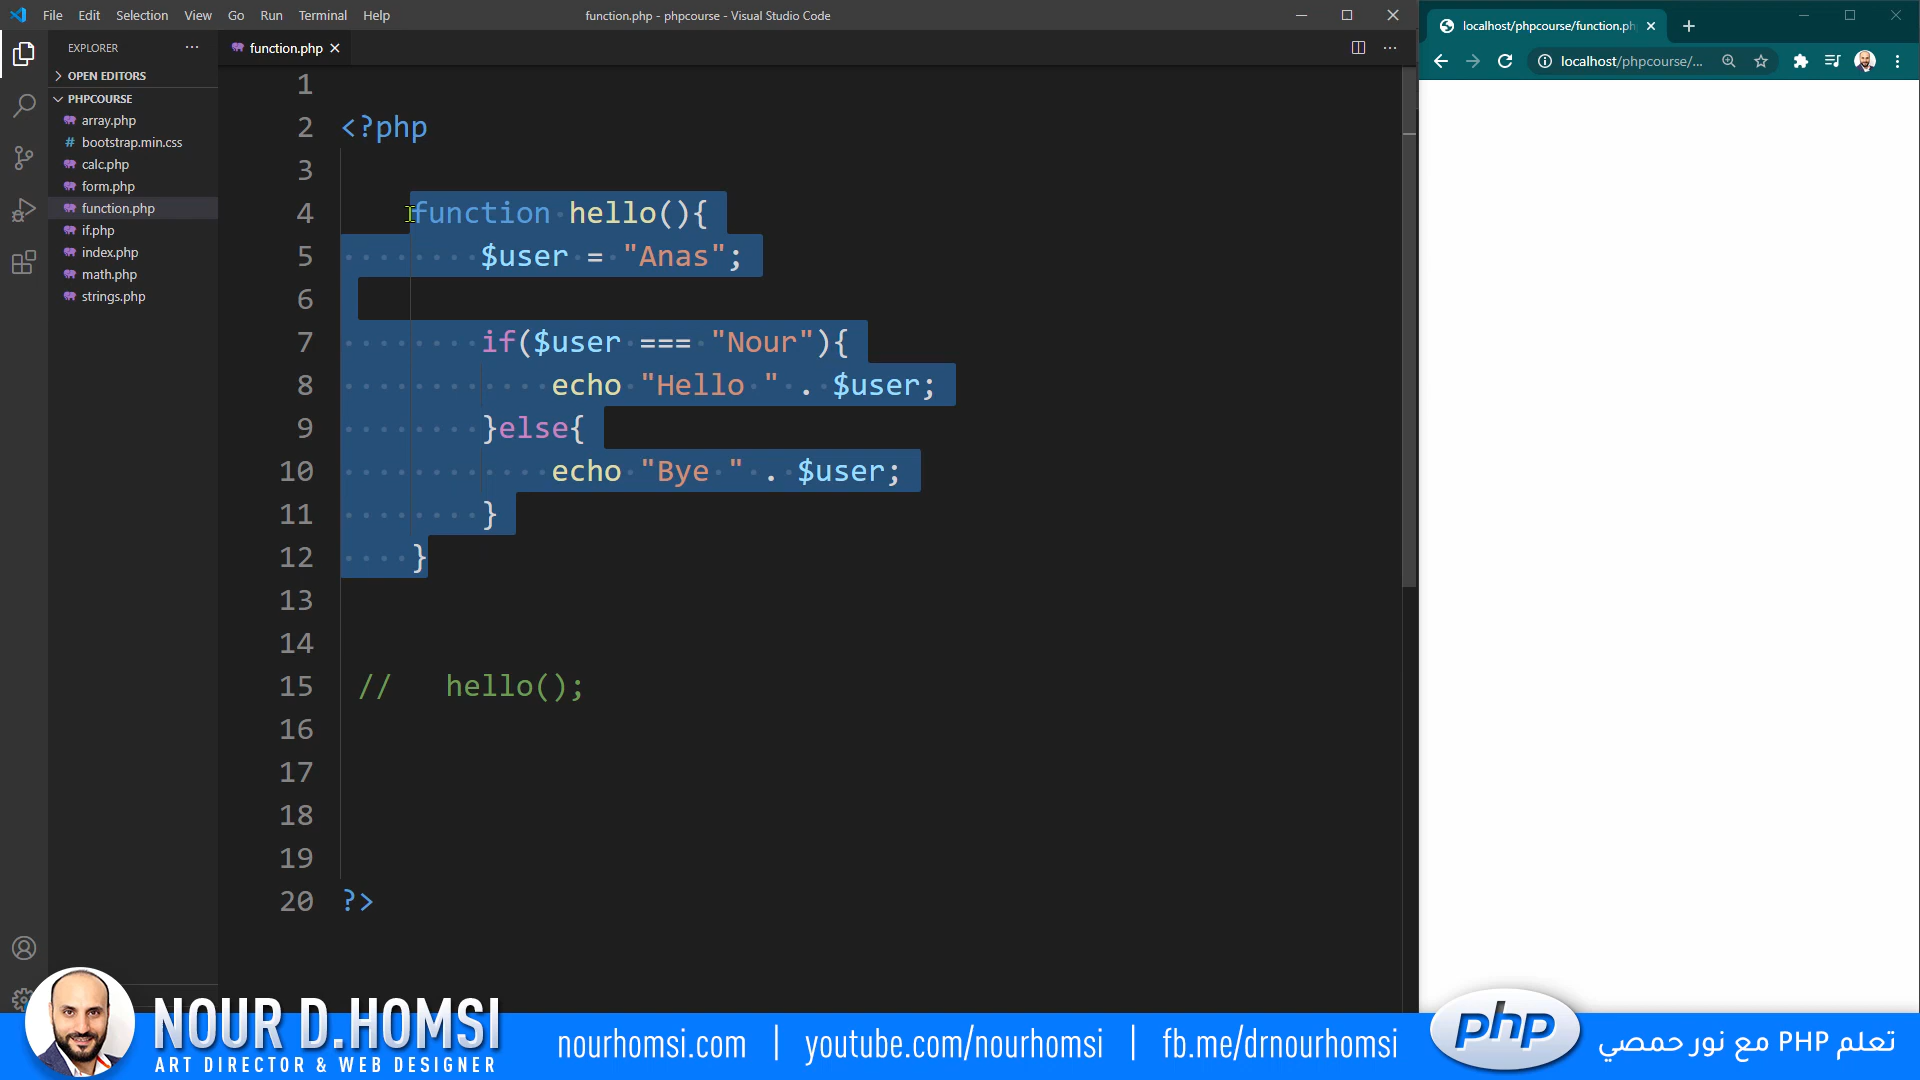 File Edit Selection View Go Run Terminal Help
function.php - phpcourse - Visual Studio Code
EXPLORER
OPEN EDITORS
PHPCOURSE
array.php
# bootstrap.min.css
calc.php
form.php
function.php
if.php
index.php
math.php
strings.php
function.php
1
2 <?php
3
4 function hello(){
5 $user = "Anas";
6
7 if($user === "Nour"){
8 echo "Hello " . $user;
9 }else{
10 echo "Bye " . $user;
11 }
12 }
13
14
15 // hello();
16
17
18
19
20 ?>
localhost/phpcourse/function.ph
localhost/phpcourse/...
NOUR D.HOMSI
ART DIRECTOR & WEB DESIGNER
nourhomsi.com | youtube.com/nourhomsi | fb.me/drnourhomsi
php
تعلم PHP مع نور حمصي